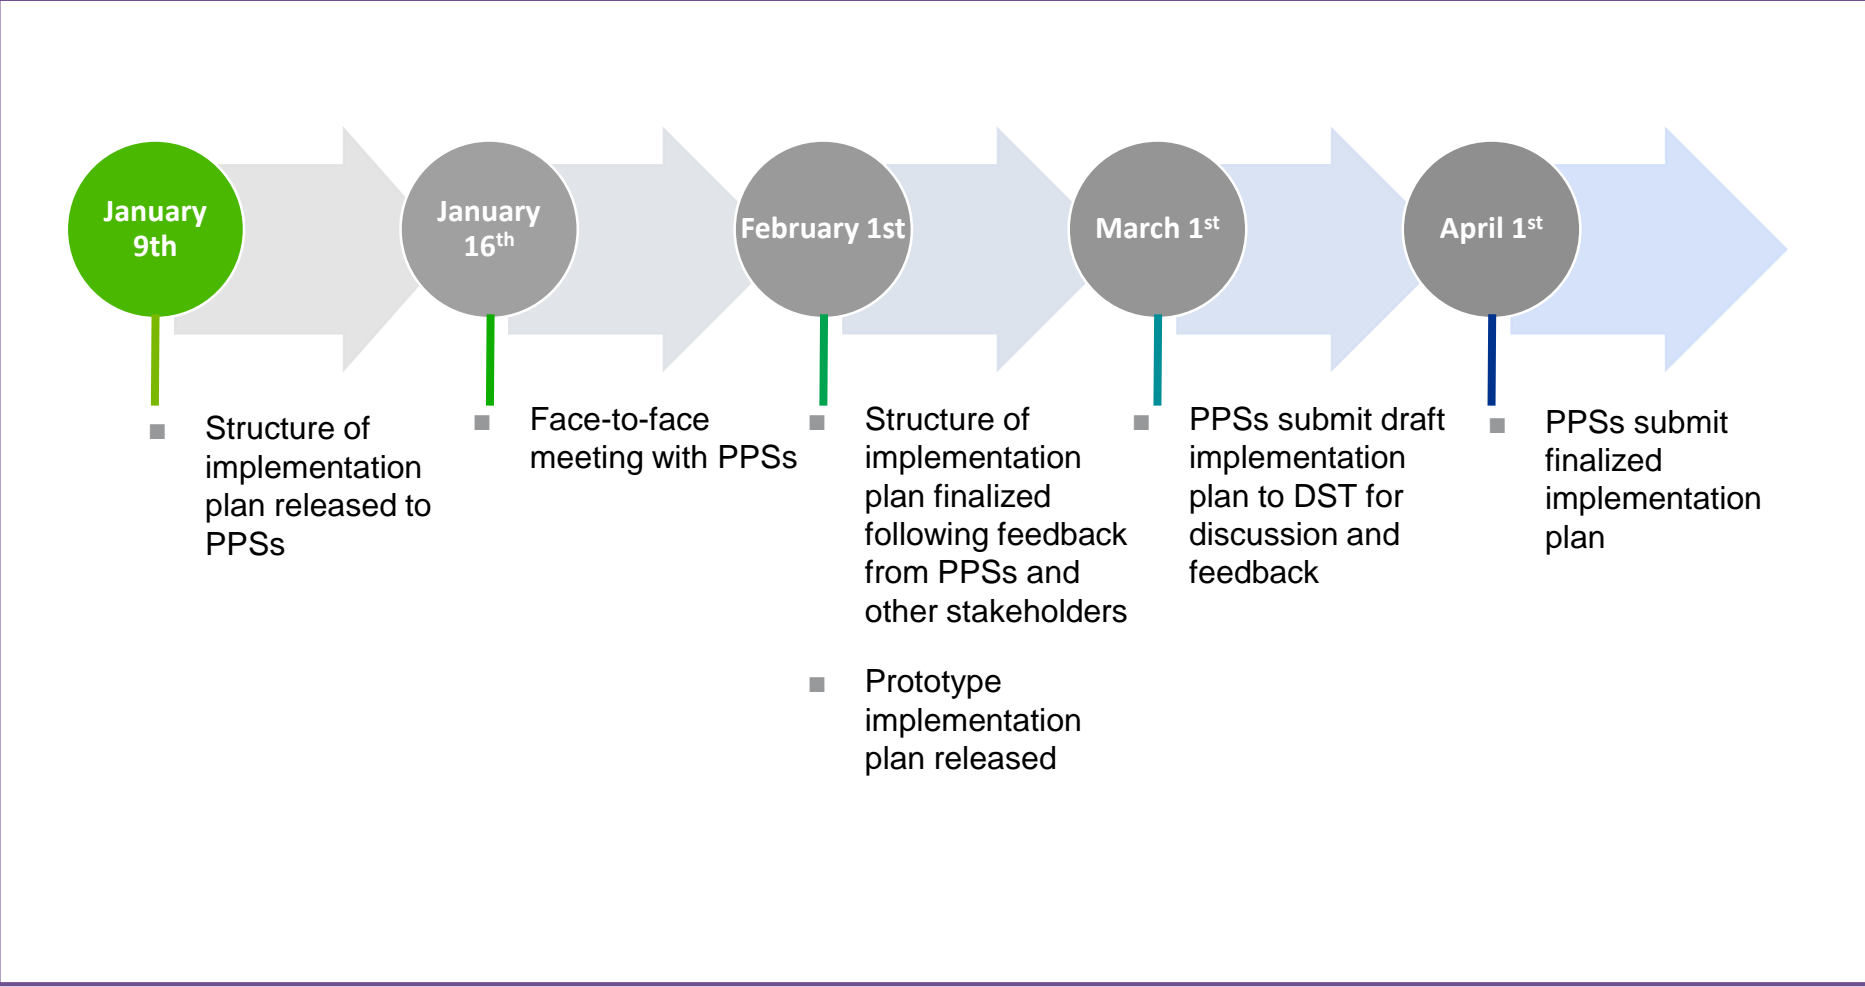 January
9th
January
16th
February 1st
March 1st
April 1st
Structure of
implementation
plan released to
PPSs
Face-to-face
meeting with PPSs
Structure of
implementation
plan finalized
following feedback
from PPSs and
other stakeholders
Prototype
implementation
plan released
PPSs submit draft
implementation
plan to DST for
discussion and
feedback
PPSs submit
finalized
implementation
plan